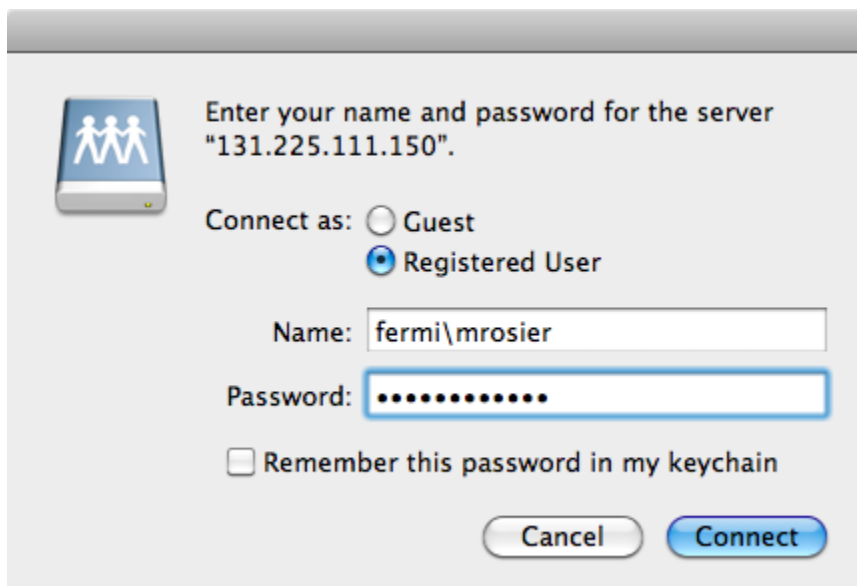 Enter your name and password for the server
“131.225.111.150”.
Connect as: Guest
Registered User
Name: fermi\mrosier
Password: ••••••••••••
Remember this password in my keychain
Cancel Connect